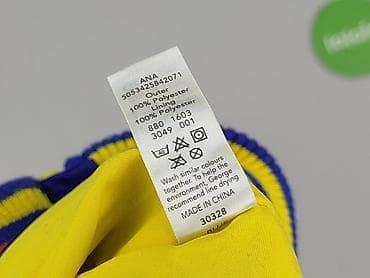 ANA
5053425842071
Outer
100% Polyester
Lining
100% Polyester
880 1603
3049 001
Wash similar colours
together. To help the
environment, George
recommend line drying
MADE IN CHINA
30328